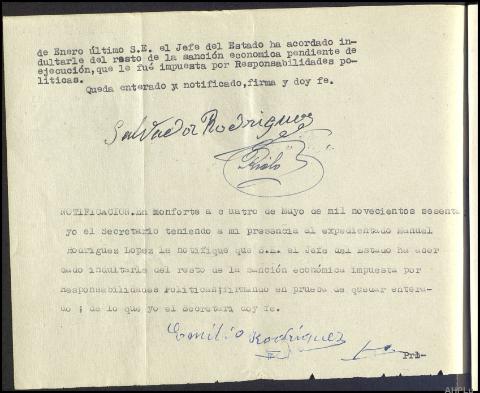 de Enero último S.E. el Jefe del Estado ha acordado in-
dultarle del resto de la sanción economica pendiente de
ejecución, que le fué impuesta por Responsabilidades po-
liticas.
Queda enterado y notificado, firma y doy fe.
Salvador Rodriguez
NOTIFICACION. En Monforte a cuatro de Mayo de mil novecientos sesenta
yo el Secretario teniendo a mi presencia al expedientado Manuel
Rodriguez Lopez le notifique que S.E. el Jefe del Estado ha acor
dado indultarle del resto de la sanción económica impuesta por
Responsabilidades Politicas; firmando en prueba de quedar entera-
do ; de lo que yo el Secretari doy fe.
Emilio Rodríguez
AHPLu